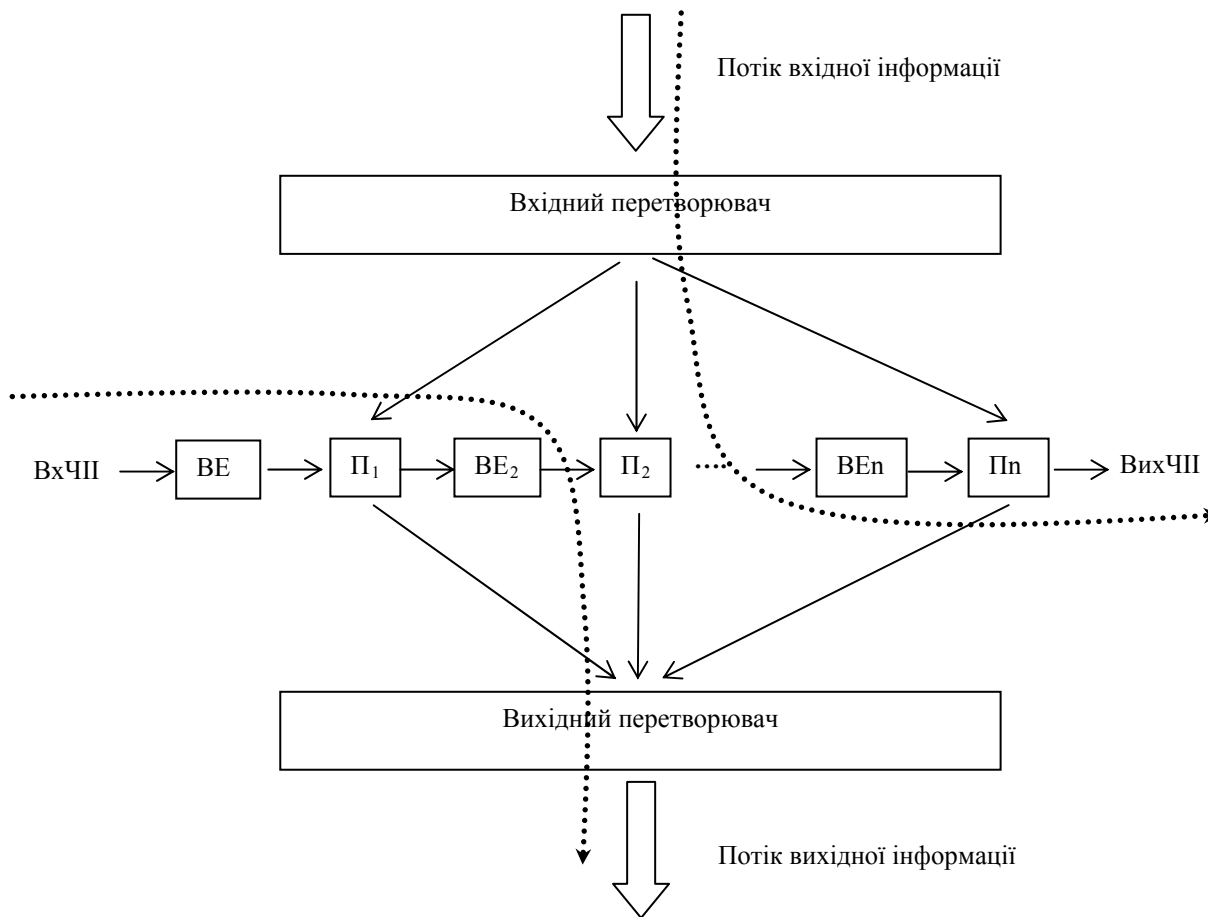 Потік вхідної інформації
Вхідний перетворювач
ВхЧІІ ВЕ П₁ ВЕ₂ П₂ ВЕn Пn ВихЧІІ
Вихідний перетворювач
Потік вихідної інформації